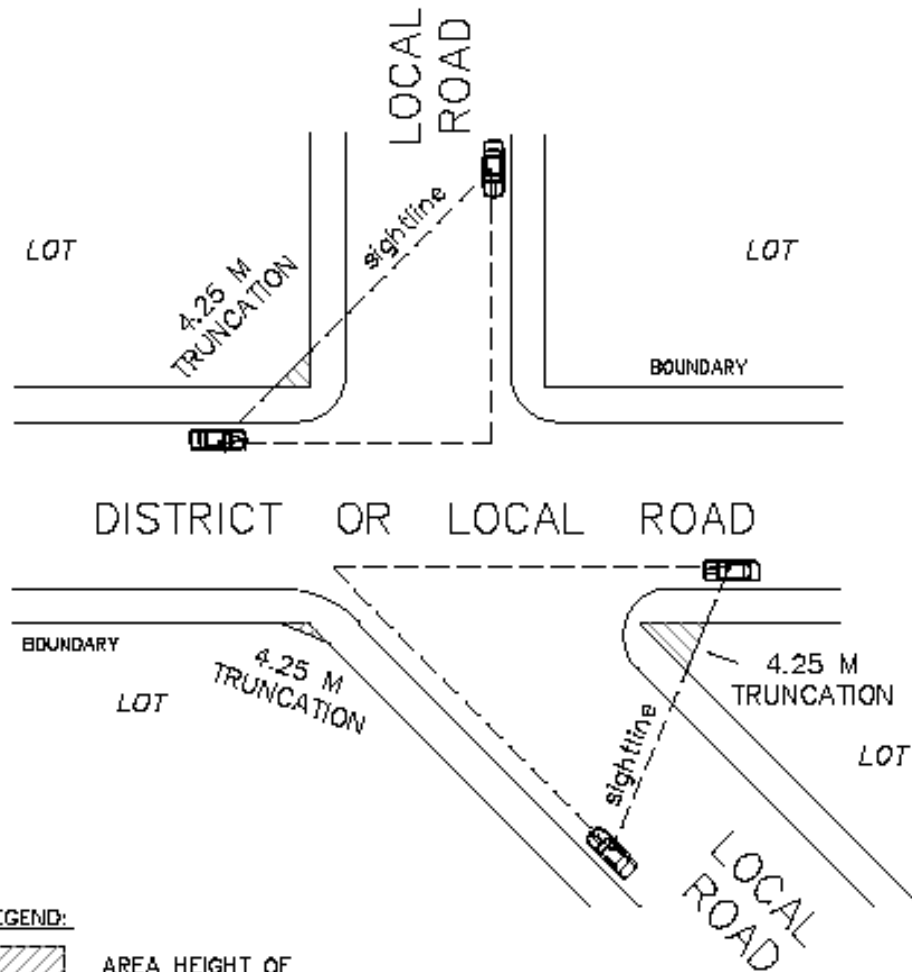 LOCAL
ROAD
sightline
LOT
4.25 M
TRUNCATION
LOT
BOUNDARY
DISTRICT OR LOCAL ROAD
BOUNDARY
4.25 M
TRUNCATION
LOT
4.25 M
TRUNCATION
sightline
LOT
LOCAL
ROAD
EGEND:
AREA HEIGHT OF